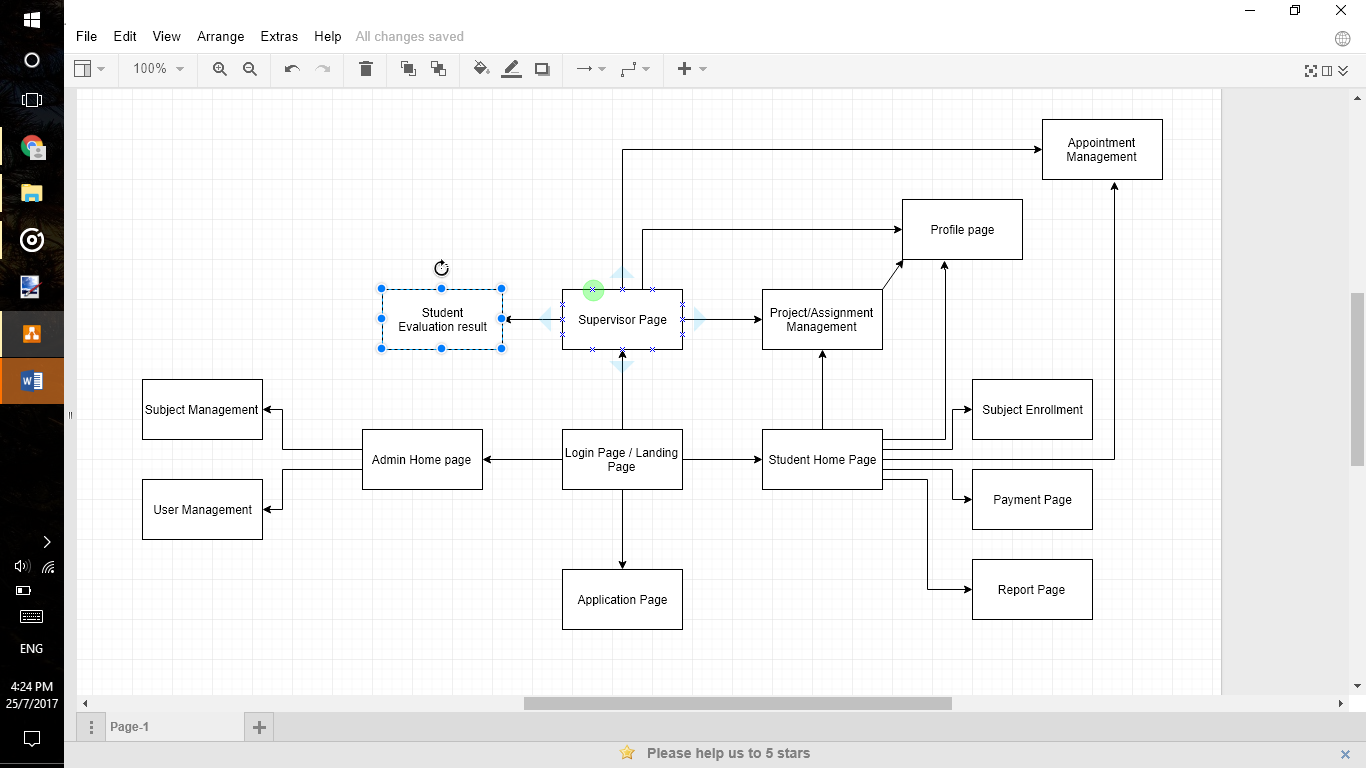 File Edit View Arrange Extras Help All changes saved
100%
Appointment
Management
Profile page
Student
Evaluation result
Supervisor Page
Project/Assignment
Management
Subject Management
Subject Enrollment
Admin Home page
Login Page / Landing
Page
Student Home Page
User Management
Payment Page
Application Page
Report Page
ENG
4:24 PM
25/7/2017
Page-1
Please help us to 5 stars